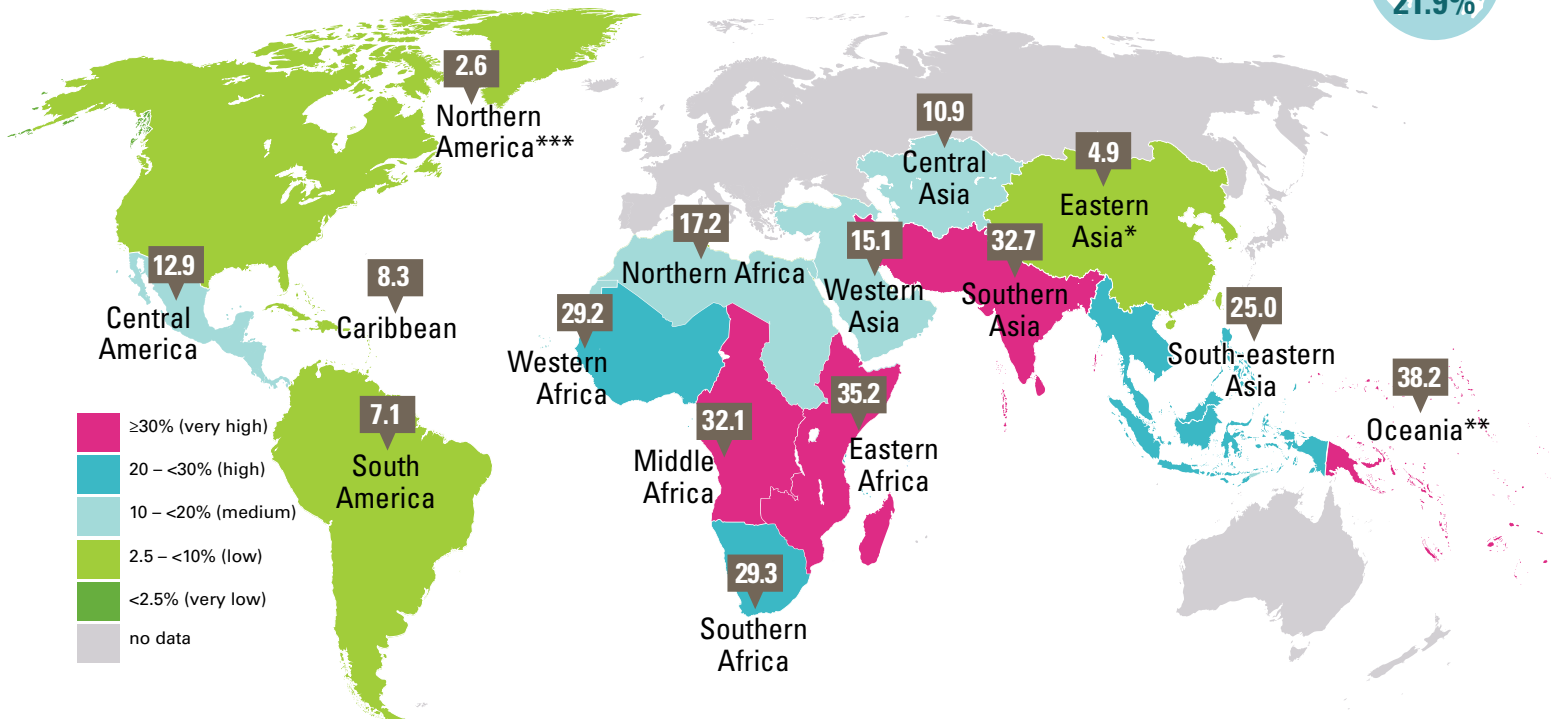 21.9%
2.6
Northern
America***
10.9
Central
Asia
4.9
Eastern
Asia*
17.2
Northern Africa
15.1
Western
Asia
32.7
Southern
Asia
12.9
Central
America
8.3
Caribbean
29.2
Western
Africa
25.0
South-eastern
Asia
38.2
Oceania**
7.1
South
America
32.1
Middle
Africa
35.2
Eastern
Africa
29.3
Southern
Africa
≥30% (very high)
20 – <30% (high)
10 – <20% (medium)
2.5 – <10% (low)
<2.5% (very low)
no data